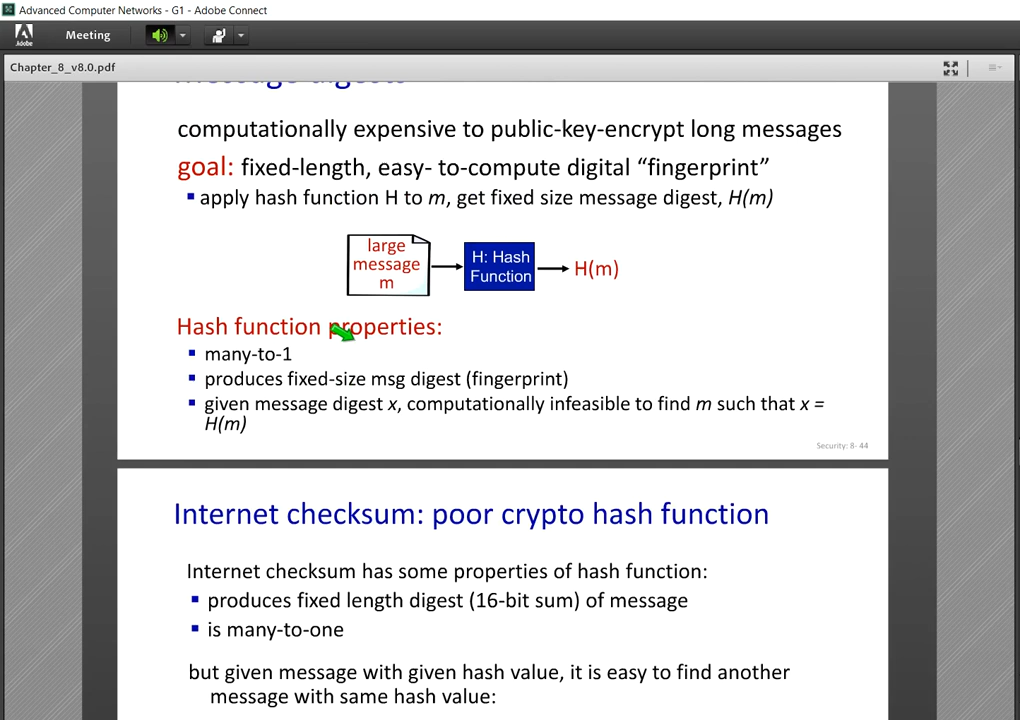 Advanced Computer Networks - G1 - Adobe Connect
Adobe
Meeting
Chapter_8_v8.0.pdf
message digests
computationally expensive to public-key-encrypt long messages
goal: fixed-length, easy- to-compute digital “fingerprint”
▪ apply hash function H to m, get fixed size message digest, H(m)
large
message
m
H: Hash
Function
H(m)
Hash function properties:
▪ many-to-1
▪ produces fixed-size msg digest (fingerprint)
▪ given message digest x, computationally infeasible to find m such that x =
H(m)
Security: 8- 44
Internet checksum: poor crypto hash function
Internet checksum has some properties of hash function:
▪ produces fixed length digest (16-bit sum) of message
▪ is many-to-one
but given message with given hash value, it is easy to find another
message with same hash value: